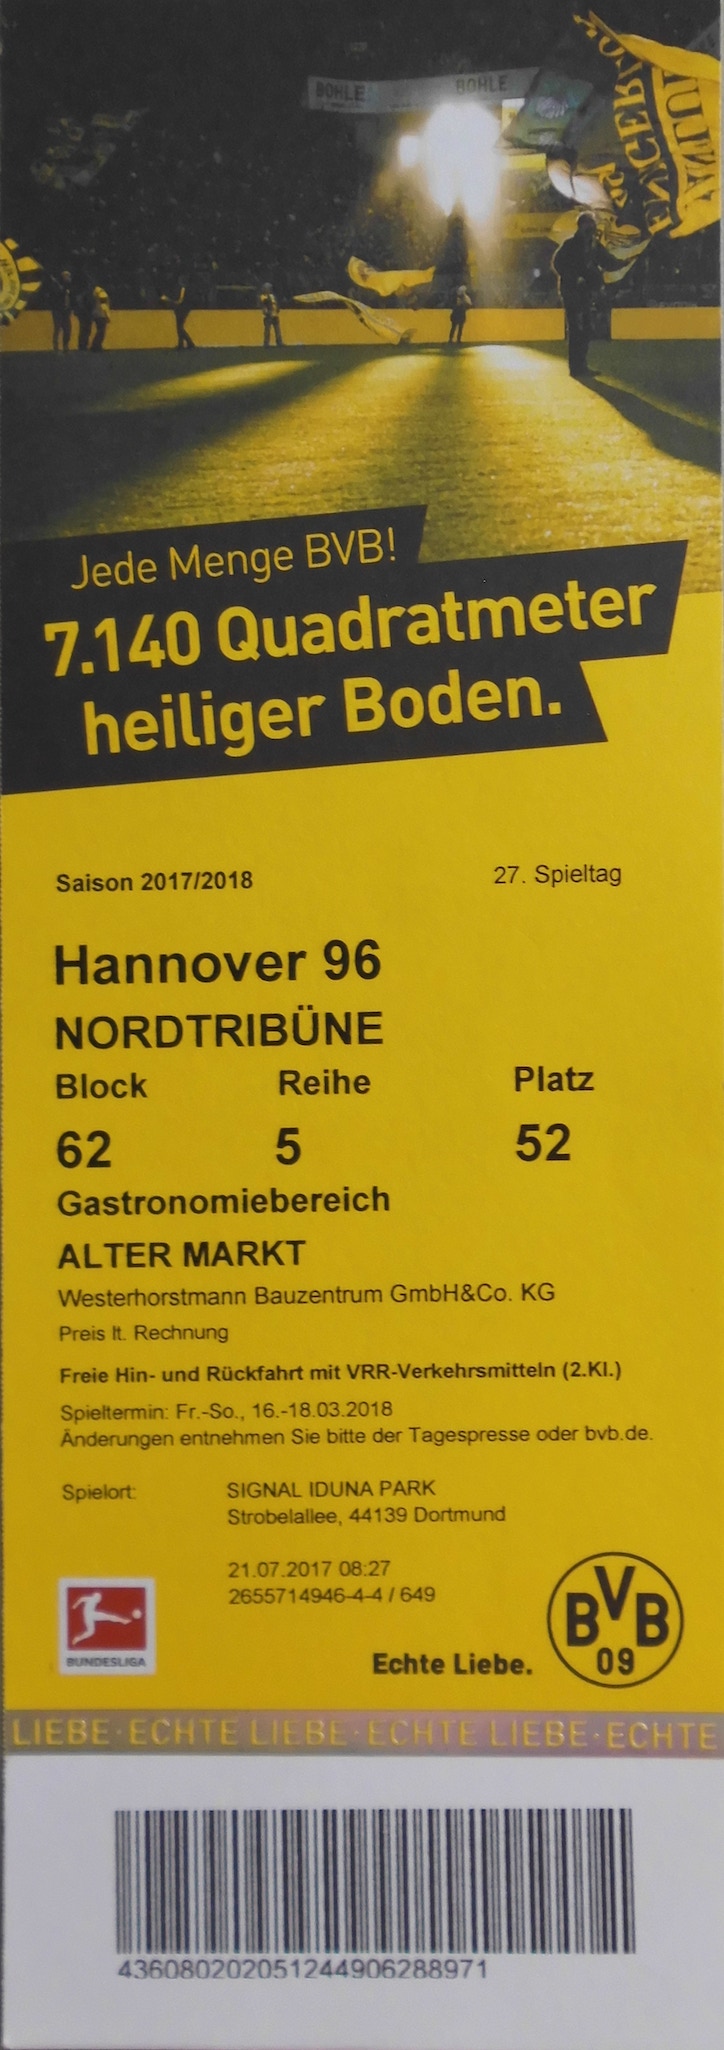 BOHLE BOHLE
Jede Menge BVB!
7.140 Quadratmeter
heiliger Boden.
Saison 2017/2018 27. Spieltag
Hannover 96
NORDTRIBÜNE
Block Reihe Platz
62 5 52
Gastronomiebereich
ALTER MARKT
Westerhorstmann Bauzentrum GmbH&Co. KG
Preis lt. Rechnung
Freie Hin- und Rückfahrt mit VRR-Verkehrsmitteln (2.Kl.)
Spieltermin: Fr.-So., 16.-18.03.2018
Änderungen entnehmen Sie bitte der Tagespresse oder bvb.de.
Spielort: SIGNAL IDUNA PARK
Strobelallee, 44139 Dortmund
21.07.2017 08:27
2655714946-4-4 / 649
BUNDESLIGA
Echte Liebe.
BVB
09
LIEBE·ECHTE LIEBE·ECHTE LIEBE·ECHTE
4360802020512449062889​71